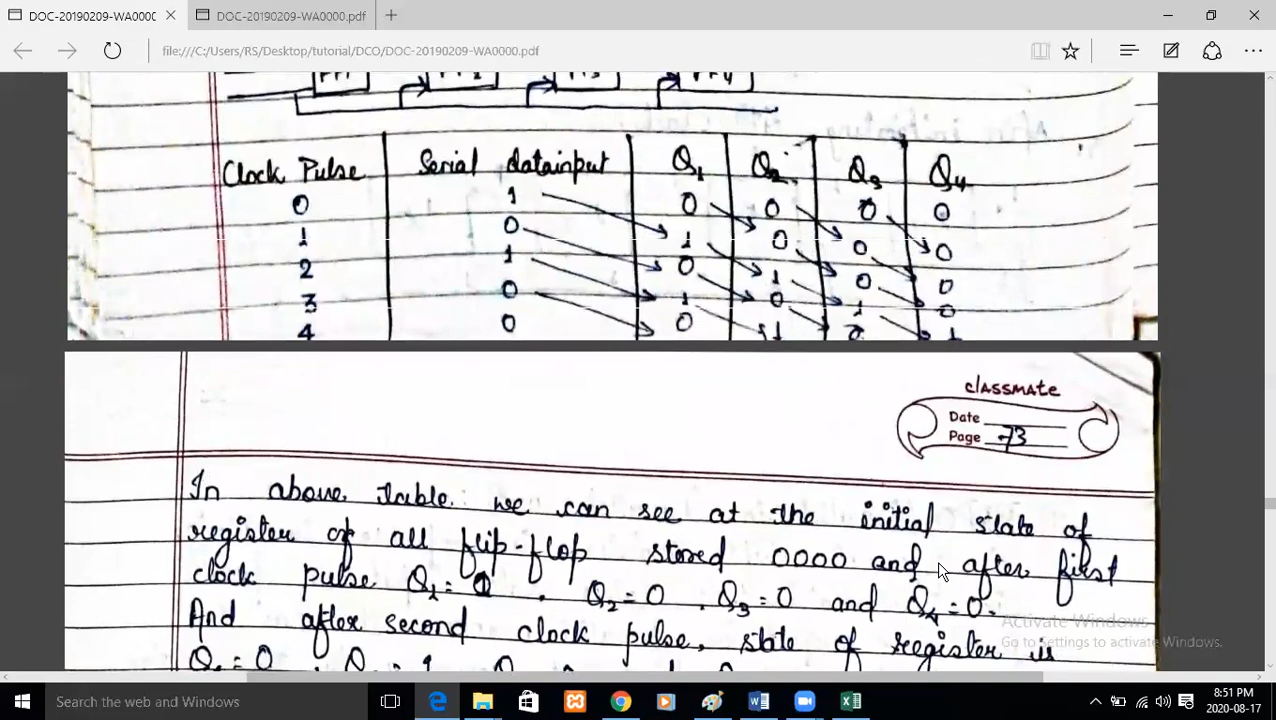 DOC-20190209-WA0000
DOC-20190209-WA0000.pdf
file:///C:/Users/RS/Desktop/tutorial/DCO/DOC-20190209-WA0000.pdf
Clock Pulse Serial data input Q1 Q2 Q3 Q4
0 1 0 0 0 0
1 0 1 0 0 0
2 1 0 1 0 0
3 0 1 0 1 0
4 0 0 1 0 1
classmate
Date
Page 73
In above table we can see at the initial state of
register of all flip-flop stored 0000 and after first
clock pulse Q1= . Q2=0 . Q3=0 and Q4=0.
And after second clock pulse, state of register is
Activate Windows
Go to Settings to activate Windows.
Search the web and Windows
8:51 PM
2020-08-17